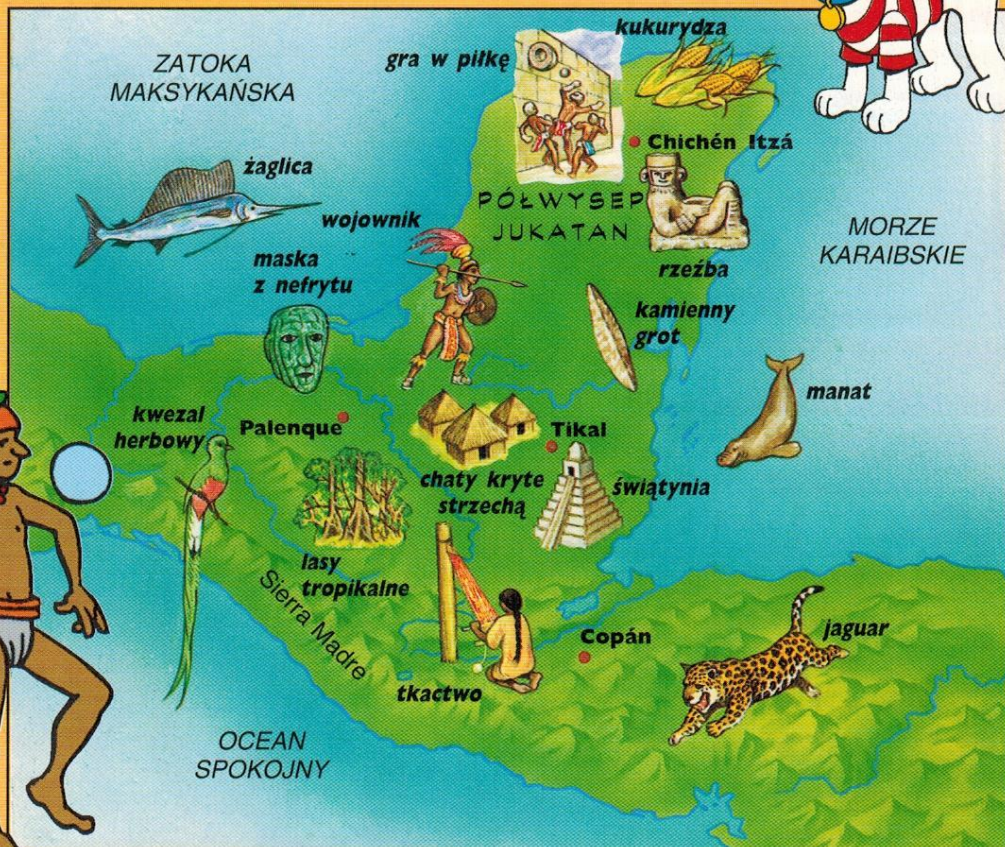 kukurydza
gra w piłkę
ZATOKA
MAKSYKAŃSKA
Chichén Itzá
żaglica
PÓŁWYSEP
JUKATAN
wojownik
MORZE
KARAIBSKIE
maska
z nefrytu
rzeźba
kamienny
grot
manat
kwezal
herbowy
Palenque
Tikal
chaty kryte
strzechą
świątynia
lasy
tropikalne
Sierra Madre
Copán
jaguar
tkactwo
OCEAN
SPOKOJNY